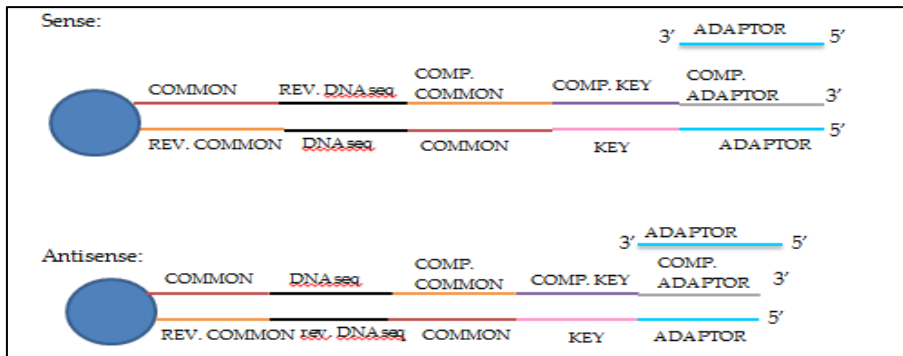 Sense:
3’ ADAPTOR 5’
COMMON REV. DNAseq COMP. COMMON COMP. KEY COMP. ADAPTOR 3’
REV. COMMON DNAseq COMMON KEY ADAPTOR 5’
Antisense:
3’ ADAPTOR 5’
COMMON DNAseq COMP. COMMON COMP. KEY COMP. ADAPTOR 3’
REV. COMMON rev. DNAseq COMMON KEY ADAPTOR 5’